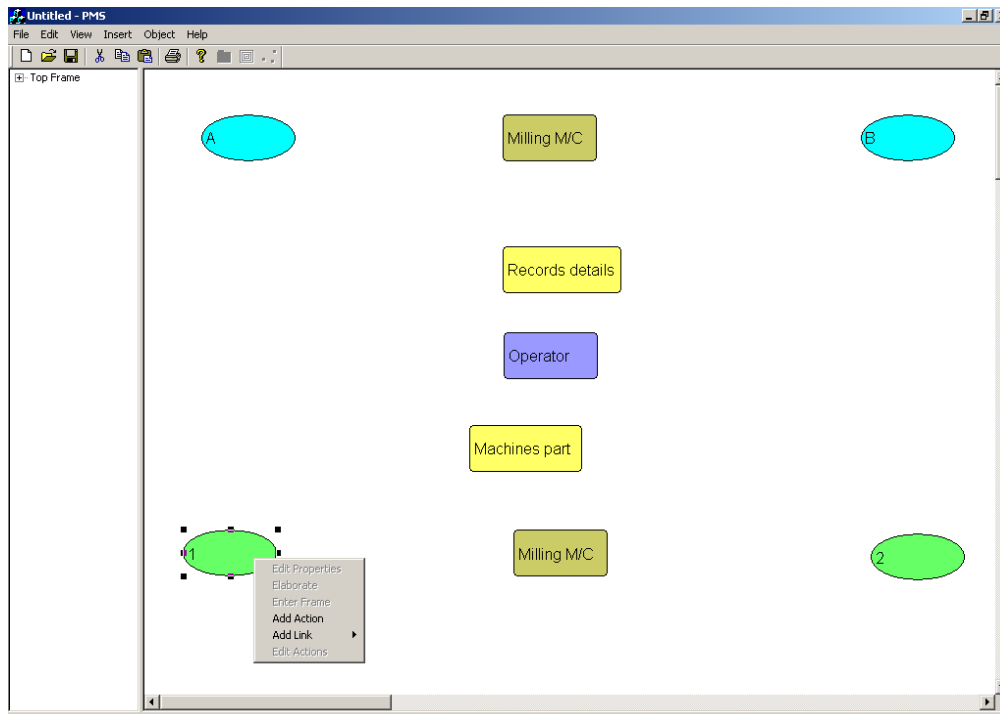 Untitled - PMS
File Edit View Insert Object Help
Top Frame
A
Milling M/C
B
Records details
Operator
Machines part
1
Milling M/C
2
Edit Properties
Elaborate
Enter Frame
Add Action
Add Link
Edit Actions